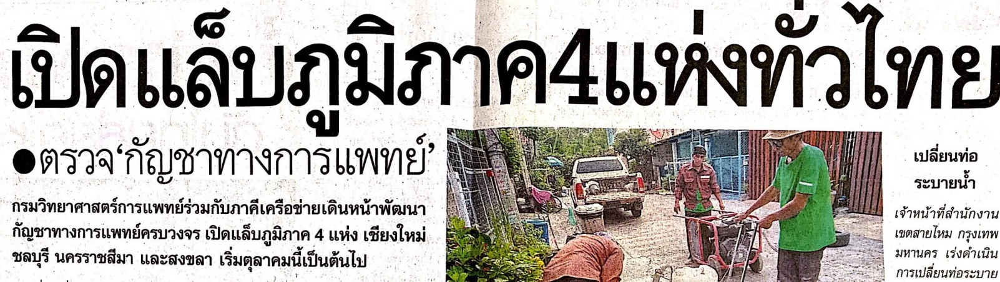 เปิดแล็บภูมิภาค4แห่งทั่วไทย
●ตรวจ‘กัญชาทางการแพทย์’
กรมวิทยาศาสตร์การแพทย์ร่วมกับภาคีเครือข่ายเดินหน้าพัฒนา
กัญชาทางการแพทย์ครบวงจร เปิดแล็บภูมิภาค 4 แห่ง เชียงใหม่
ชลบุรี นครราชสีมา และสงขลา เริ่มตุลาคมนี้เป็นต้นไป
เปลี่ยนท่อ
ระบายน้ำ
เจ้าหน้าที่สำนักงาน
เขตสายไหม กรุงเทพ
มหานคร เร่งดำเนิน
การเปลี่ยนท่อระบาย